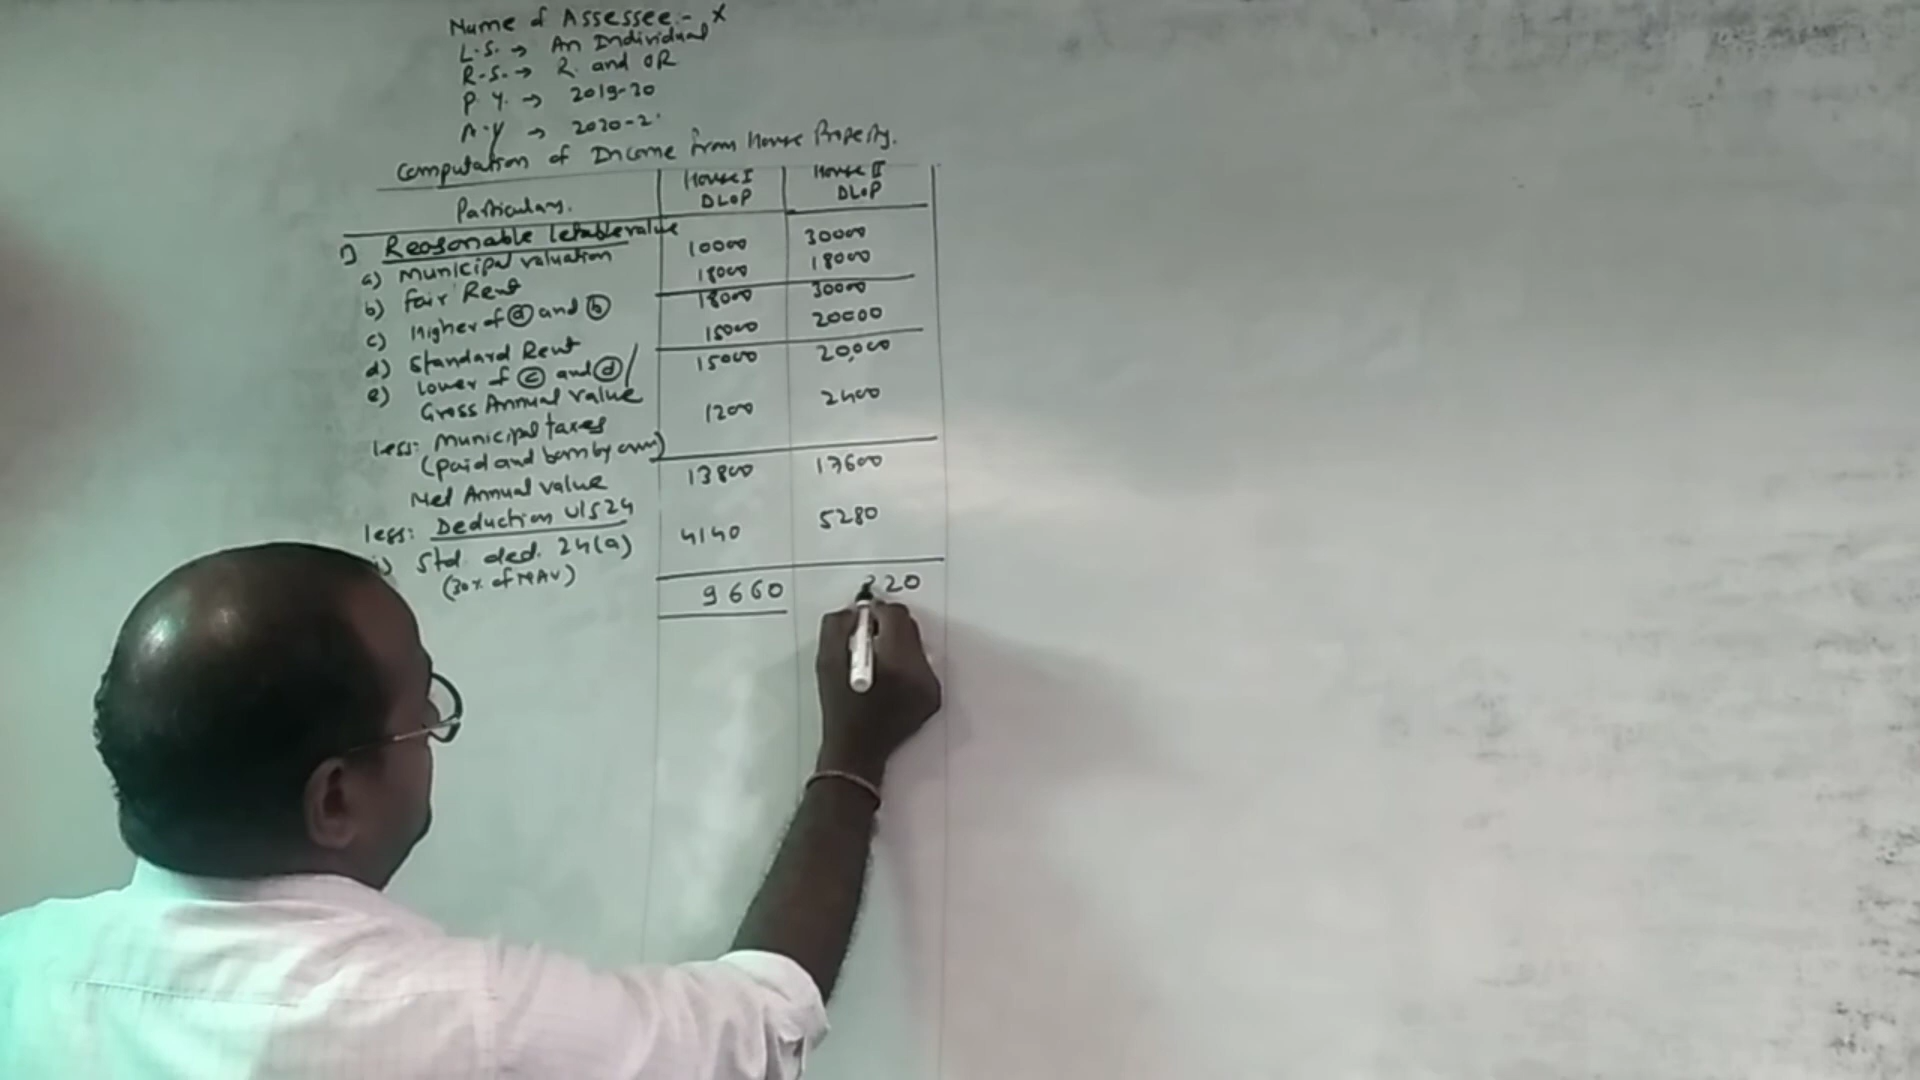 Name of Assessee - X
L.S. → An Individual
R.S. → R. and OR
P.Y. → 2019-20
A.Y → 2020-2
Computation of Income from House Property.
Particulars. House I DLOP House II DLOP
1) Reasonable letable value
a) Municipal valuation 10000 30000
b) Fair Rent 18000 18000
c) Higher of ⓐ and ⓑ 18000 30000
d) Standard Rent 15000 20000
e) Lower of ⓒ and ⓓ/ 15000 20,000
Gross Annual Value
less: Municipal taxes 1200 2400
(paid and born by own)
Net Annual value 13800 17600
less: Deduction U/S 24
i) Std. ded. 24(a) 4140 5280
(30% of NAV)
9660 320